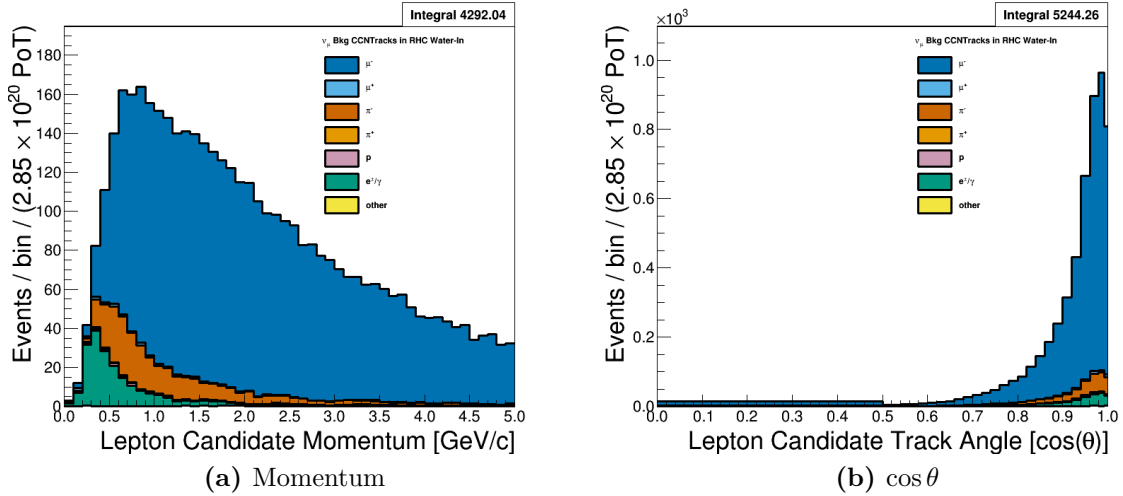 Integral 4292.04
ν_μ Bkg CCNTracks in RHC Water-In
μ⁻
μ⁺
π⁻
π⁺
p
e±/γ
other
Events / bin / (2.85 × 10²⁰ PoT)
180
160
140
120
100
80
60
40
20
0
0.0 0.5 1.0 1.5 2.0 2.5 3.0 3.5 4.0 4.5 5.0
Lepton Candidate Momentum [GeV/c]
(a) Momentum
×10³
Integral 5244.26
ν_μ Bkg CCNTracks in RHC Water-In
μ⁻
μ⁺
π⁻
π⁺
p
e±/γ
other
Events / bin / (2.85 × 10²⁰ PoT)
1.0
0.8
0.6
0.4
0.2
0.0
0.0 0.1 0.2 0.3 0.4 0.5 0.6 0.7 0.8 0.9 1.0
Lepton Candidate Track Angle [cos(θ)]
(b) cos θ